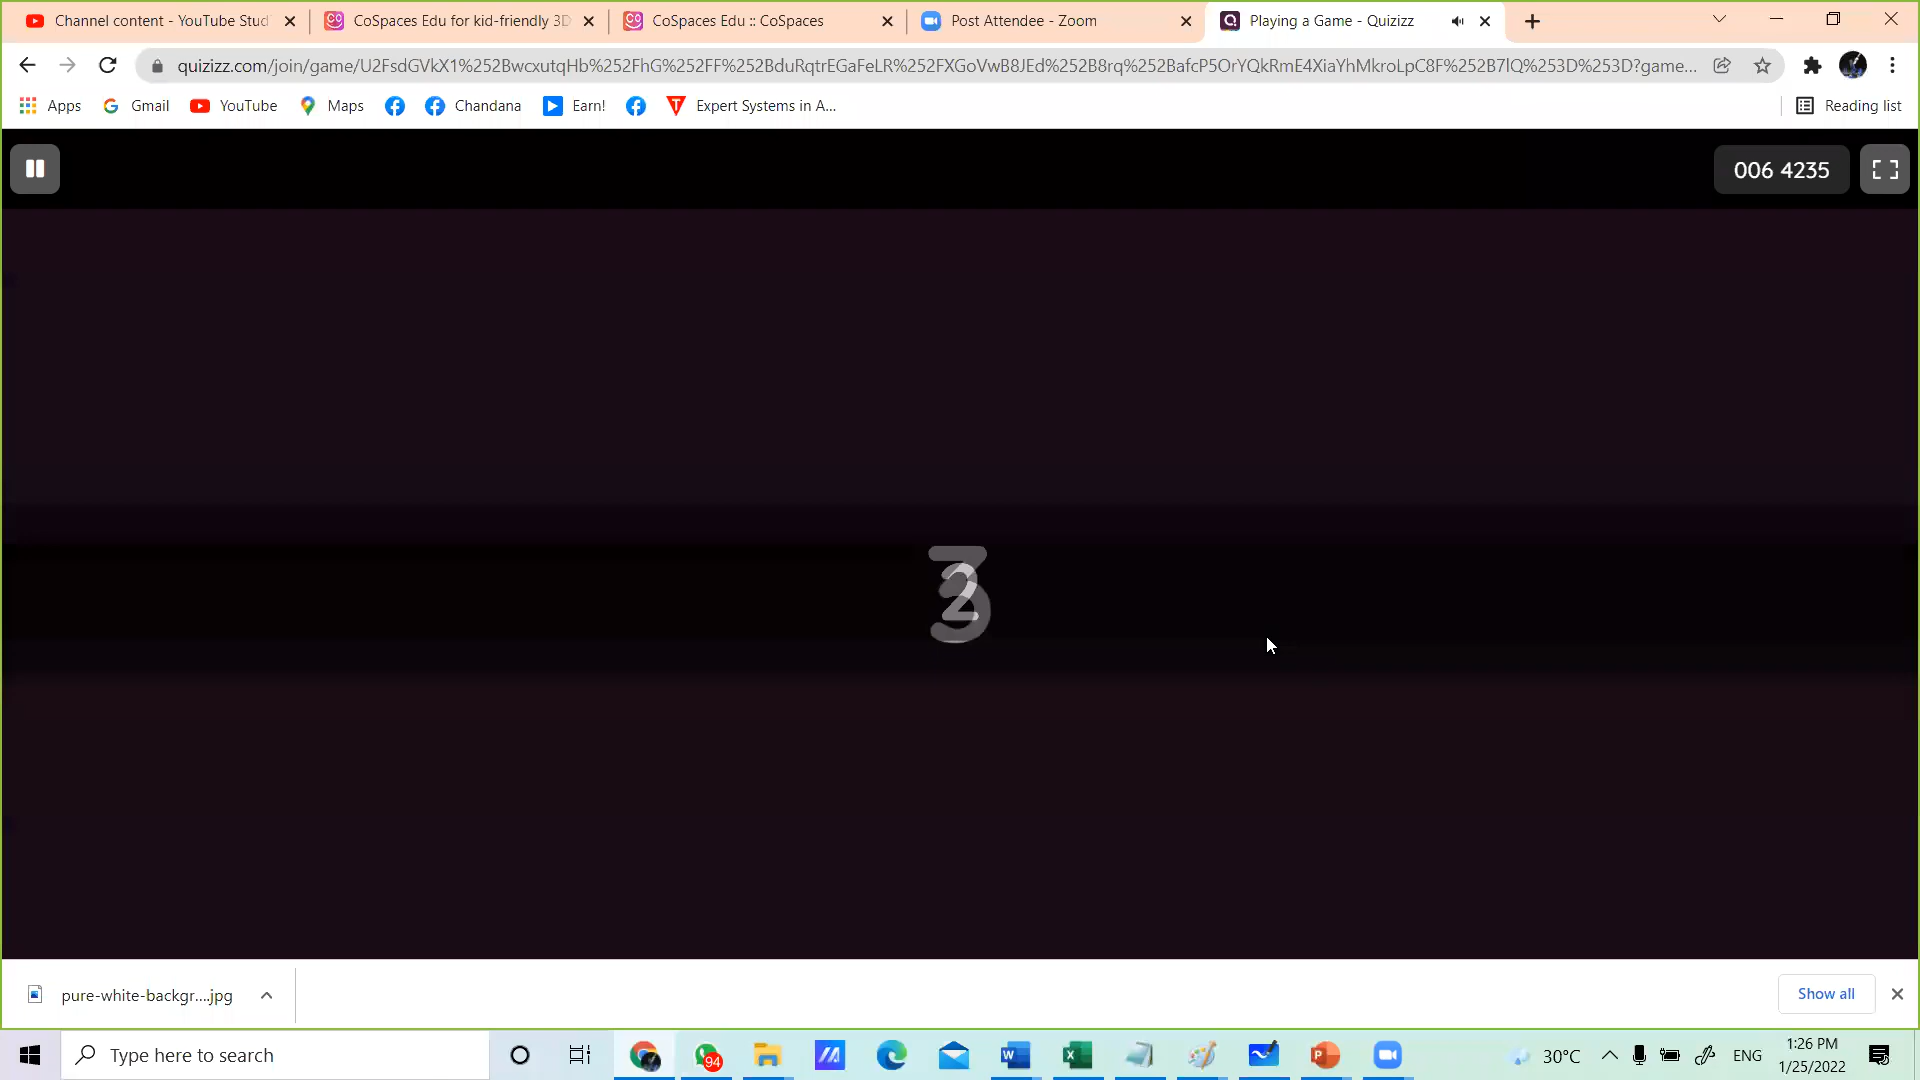 Channel content - YouTube Stud
CoSpaces Edu for kid-friendly 3D
CoSpaces Edu :: CoSpaces
Post Attendee - Zoom
Playing a Game - Quizizz
quizizz.com/join/game/U2FsdGVkX1%252BwcxutqHb%252FhG%252FF%252BduRqtrEGaFeLR%252FXGoVwB8JEd%252B8rq%252BafcP5OrYQkRmE4XiaYhMkroLpC8F%252B7lQ%253D%253D?game...
Apps
Gmail
YouTube
Maps
Chandana
Earn!
Expert Systems in A...
Reading list
006 4235
3
2
pure-white-backgr....jpg
Show all
Type here to search
94
30°C
ENG
1:26 PM
1/25/2022